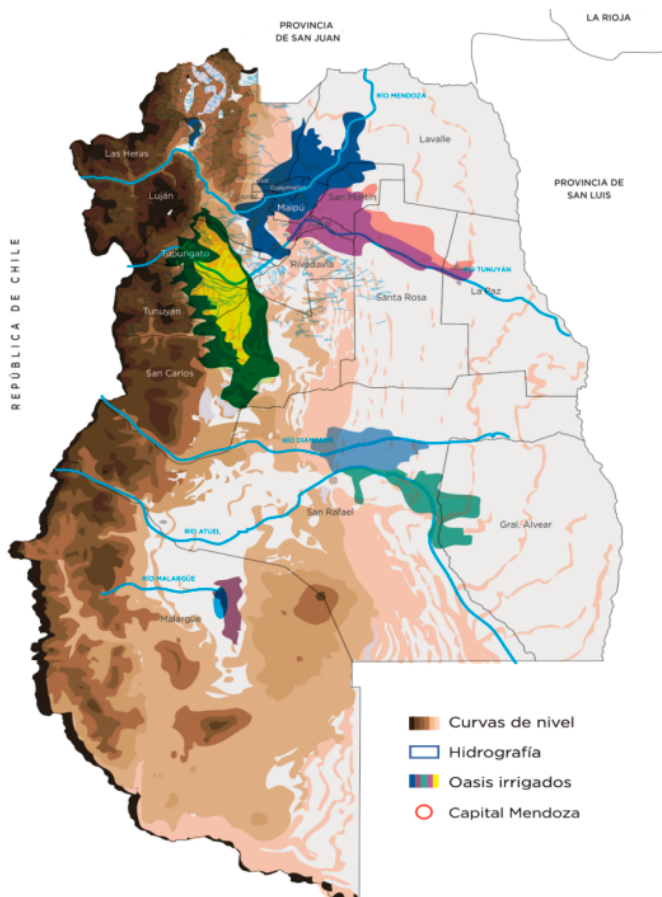 LA RIOJA
PROVINCIA
DE SAN JUAN
RÍO MENDOZA
Lavalle
Las Heras
PROVINCIA DE
SAN LUIS
Guaymallén
Luján
San Martín
Maipú
REPÚBLICA DE CHILE
Tupungato
Rivadavia
RÍO TUNUYÁN
La Paz
Santa Rosa
Tunuyán
San Carlos
RÍO DIAMANTE
San Rafael
Gral. Alvear
RÍO ATUEL
RÍO MALARGÜE
Malargüe
Curvas de nivel
Hidrografía
Oasis irrigados
Capital Mendoza